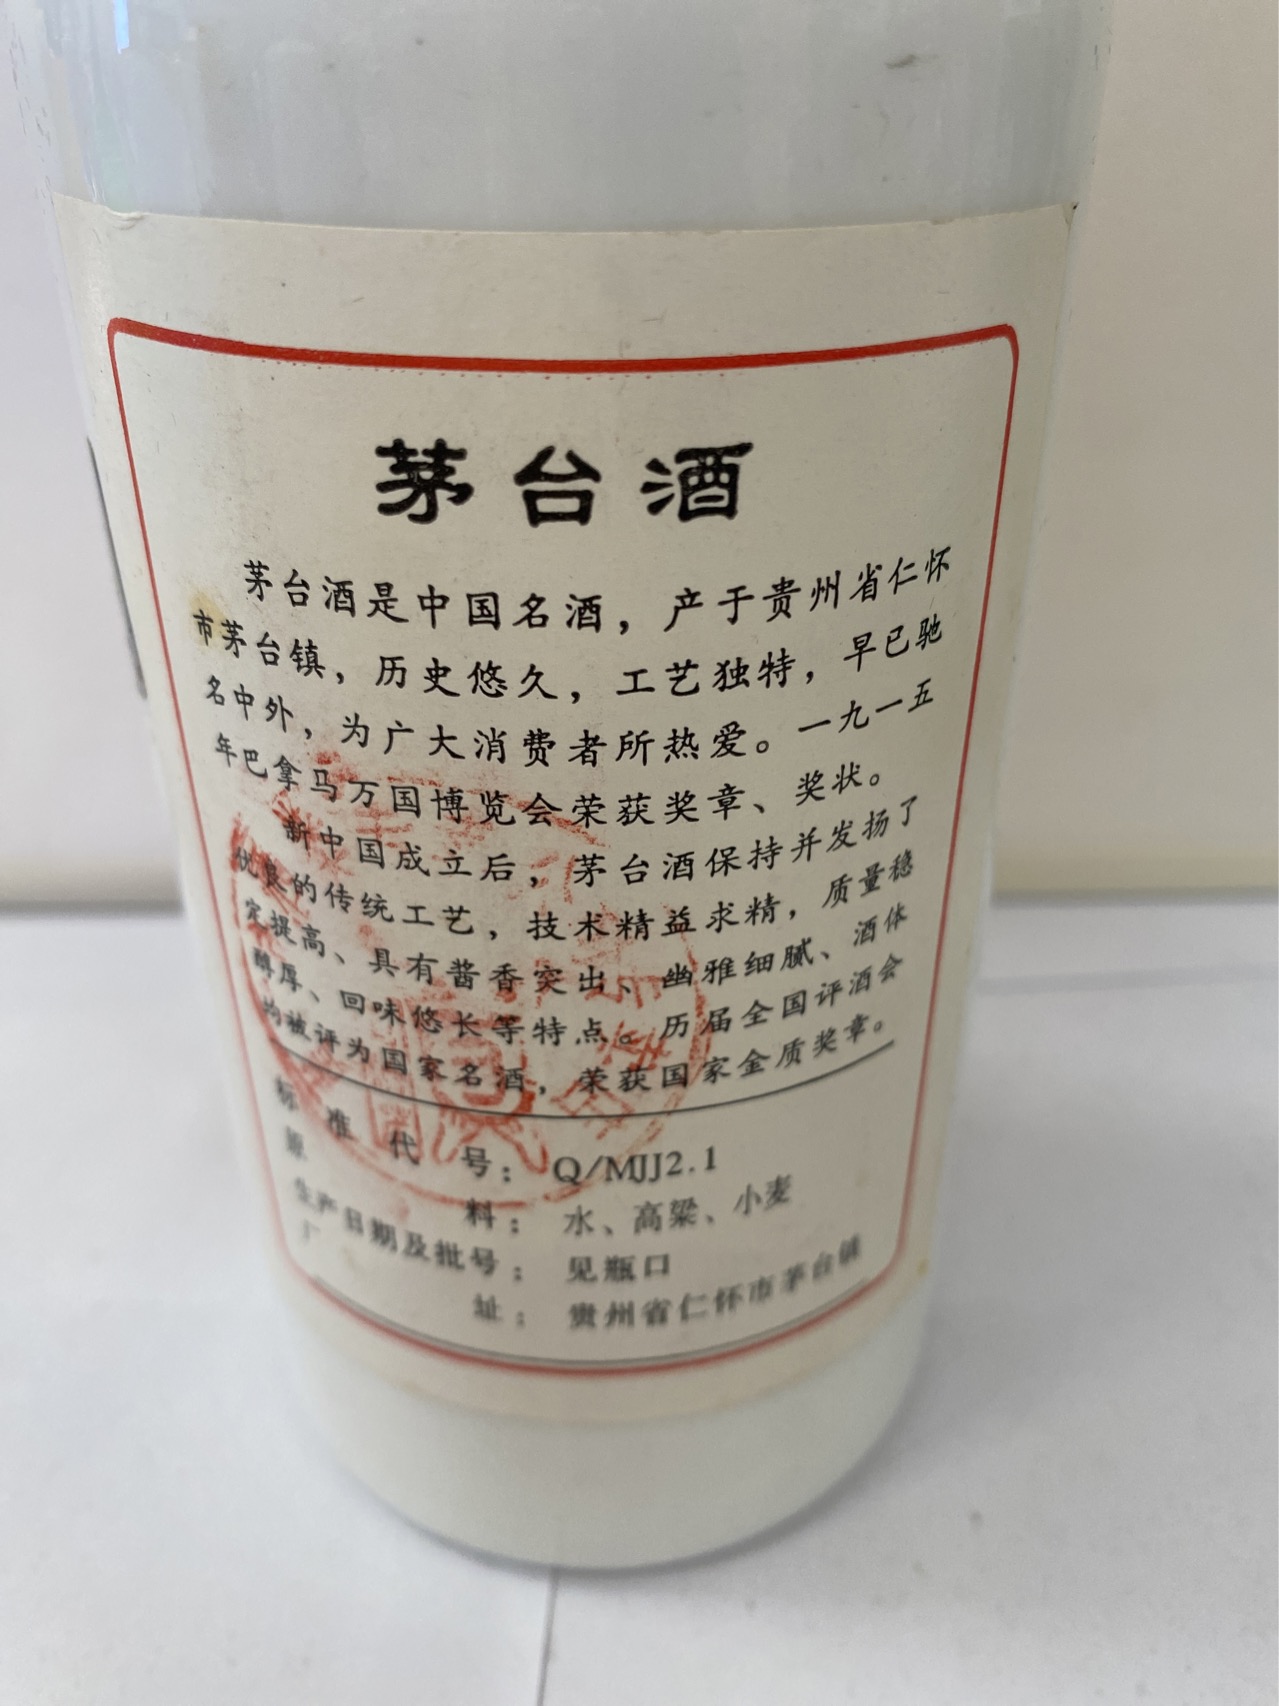 茅台酒
茅台酒是中国名酒，产于贵州省仁怀
市茅台镇，历史悠久，工艺独特，早已驰
名中外，为广大消费者所热爱。一九一五
年巴拿马万国博览会荣获奖章、奖状。
新中国成立后，茅台酒保持并发扬了
优良的传统工艺，技术精益求精，质量稳
定提高、具有酱香突出、幽雅细腻、酒体
醇厚、回味悠长等特点。历届全国评酒会
均被评为国家名酒，荣获国家金质奖章。
标准代号：Q/MJJ2.1
原料：水、高粱、小麦
生产日期及批号：见瓶口
厂址：贵州省仁怀市茅台镇